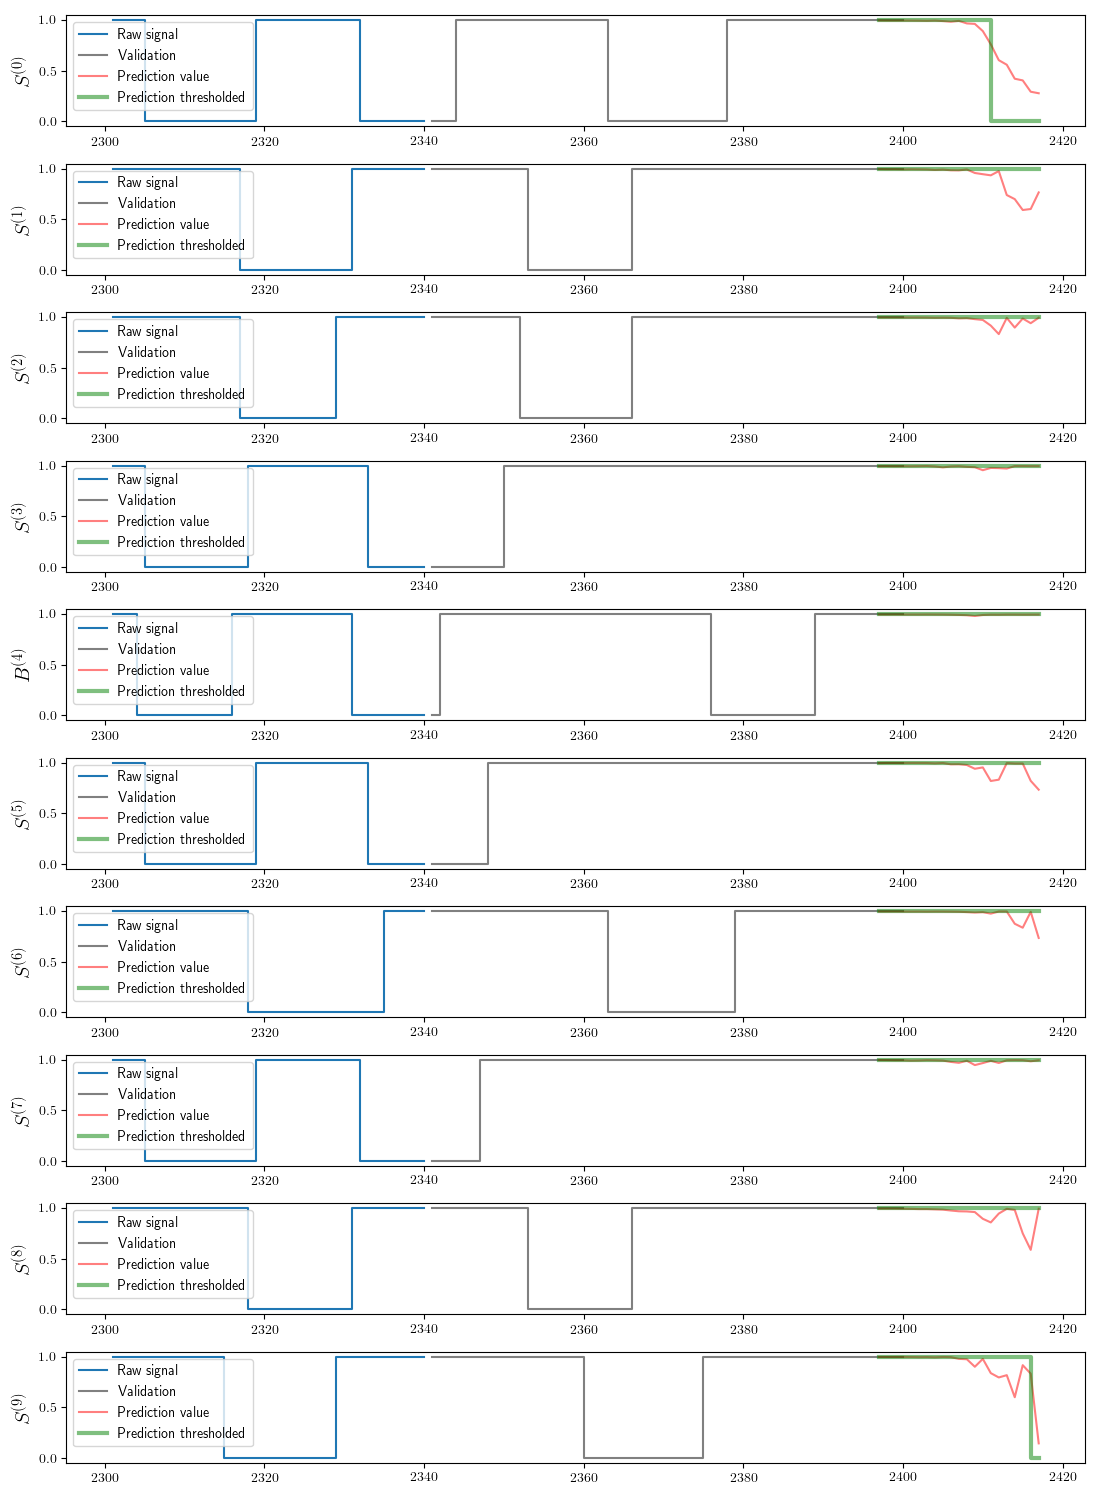 1.0
0.5
0.0
S(0)
Raw signal
Validation
Prediction value
Prediction thresholded
2300 2320 2340 2360 2380 2400 2420
1.0
0.5
0.0
S(1)
Raw signal
Validation
Prediction value
Prediction thresholded
2300 2320 2340 2360 2380 2400 2420
1.0
0.5
0.0
S(2)
Raw signal
Validation
Prediction value
Prediction thresholded
2300 2320 2340 2360 2380 2400 2420
1.0
0.5
0.0
S(3)
Raw signal
Validation
Prediction value
Prediction thresholded
2300 2320 2340 2360 2380 2400 2420
1.0
0.5
0.0
B(4)
Raw signal
Validation
Prediction value
Prediction thresholded
2300 2320 2340 2360 2380 2400 2420
1.0
0.5
0.0
S(5)
Raw signal
Validation
Prediction value
Prediction thresholded
2300 2320 2340 2360 2380 2400 2420
1.0
0.5
0.0
S(6)
Raw signal
Validation
Prediction value
Prediction thresholded
2300 2320 2340 2360 2380 2400 2420
1.0
0.5
0.0
S(7)
Raw signal
Validation
Prediction value
Prediction thresholded
2300 2320 2340 2360 2380 2400 2420
1.0
0.5
0.0
S(8)
Raw signal
Validation
Prediction value
Prediction thresholded
2300 2320 2340 2360 2380 2400 2420
1.0
0.5
0.0
S(9)
Raw signal
Validation
Prediction value
Prediction thresholded
2300 2320 2340 2360 2380 2400 2420